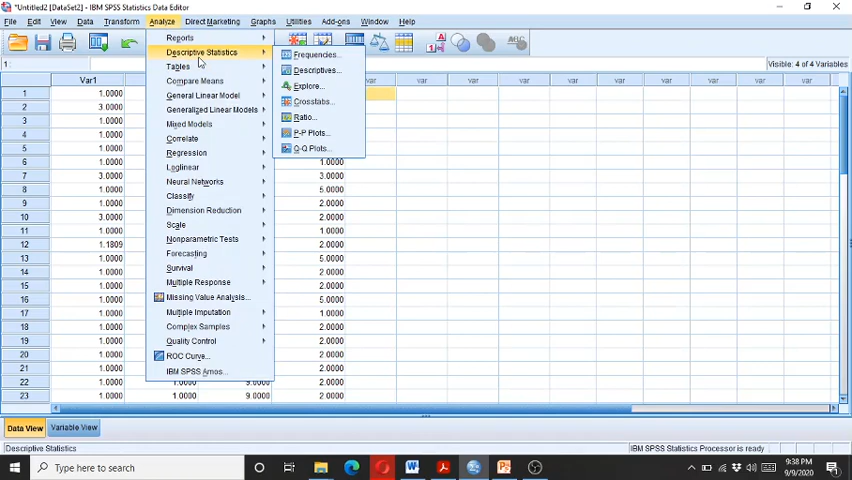 *Untitled2 [DataSet2] - IBM SPSS Statistics Data Editor
File Edit View Data Transform Analyze Direct Marketing Graphs Utilities Add-ons Window Help
1 :
Visible: 4 of 4 Variables
Var1
var var var var var var var
Reports
Descriptive Statistics
Tables
Compare Means
General Linear Model
Generalized Linear Models
Mixed Models
Correlate
Regression
Loglinear
Neural Networks
Classify
Dimension Reduction
Scale
Nonparametric Tests
Forecasting
Survival
Multiple Response
Missing Value Analysis...
Multiple Imputation
Complex Samples
Quality Control
ROC Curve...
IBM SPSS Amos...
Frequencies...
Descriptives...
Explore...
Crosstabs...
Ratio...
P-P Plots...
Q-Q Plots...
1 1.0000
2 3.0000
3 1.0000
4 1.0000
5 1.0000
6 1.0000 1.0000
7 3.0000 3.0000
8 1.0000 5.0000
9 1.0000 2.0000
10 3.0000 2.0000
11 1.0000 5.0000
12 1.1809 2.0000
13 1.0000 5.0000
14 1.0000 2.0000
15 1.0000 2.0000
16 1.0000 5.0000
17 1.0000 1.0000
18 1.0000 2.0000
19 1.0000 2.0000
20 1.0000 2.0000
21 1.0000 2.0000
22 1.0000 1.0000 9.0000 2.0000
23 1.0000 1.0000 9.0000 2.0000
Data View Variable View
Descriptive Statistics
IBM SPSS Statistics Processor is ready
Type here to search
9:38 PM
9/9/2020